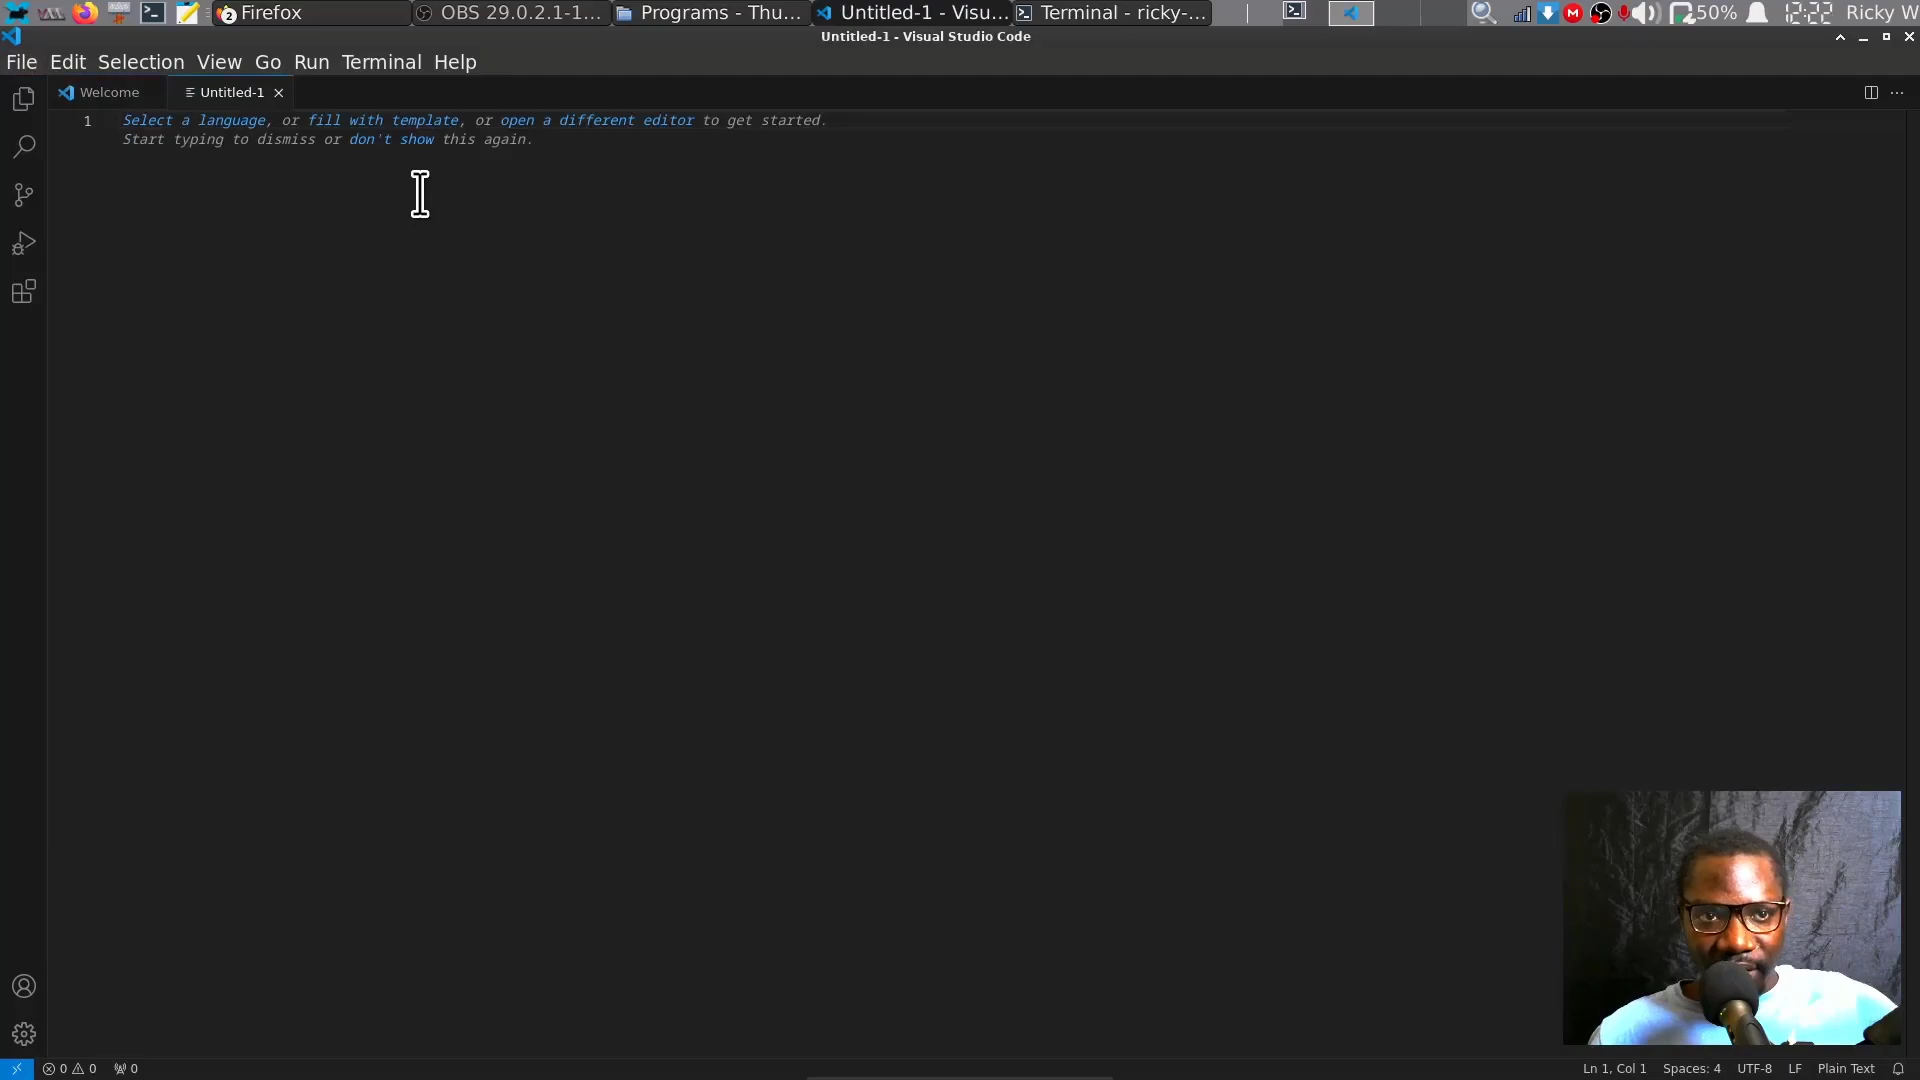 2 Firefox
OBS 29.0.2.1-1...
Programs - Thu...
Untitled-1 - Visu...
Terminal - ricky-...
50%
12:22
Ricky W
Untitled-1 - Visual Studio Code
File Edit Selection View Go Run Terminal Help
Welcome
Untitled-1
1 Select a language, or fill with template, or open a different editor to get started.
Start typing to dismiss or don't show this again.
0 0 0
Ln 1, Col 1 Spaces: 4 UTF-8 LF Plain Text